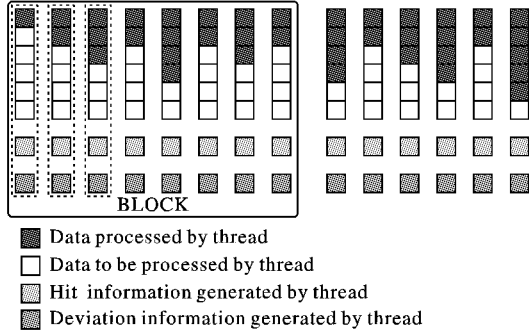 BLOCK
Data processed by thread
Data to be processed by thread
Hit information generated by thread
Deviation information generated by thread